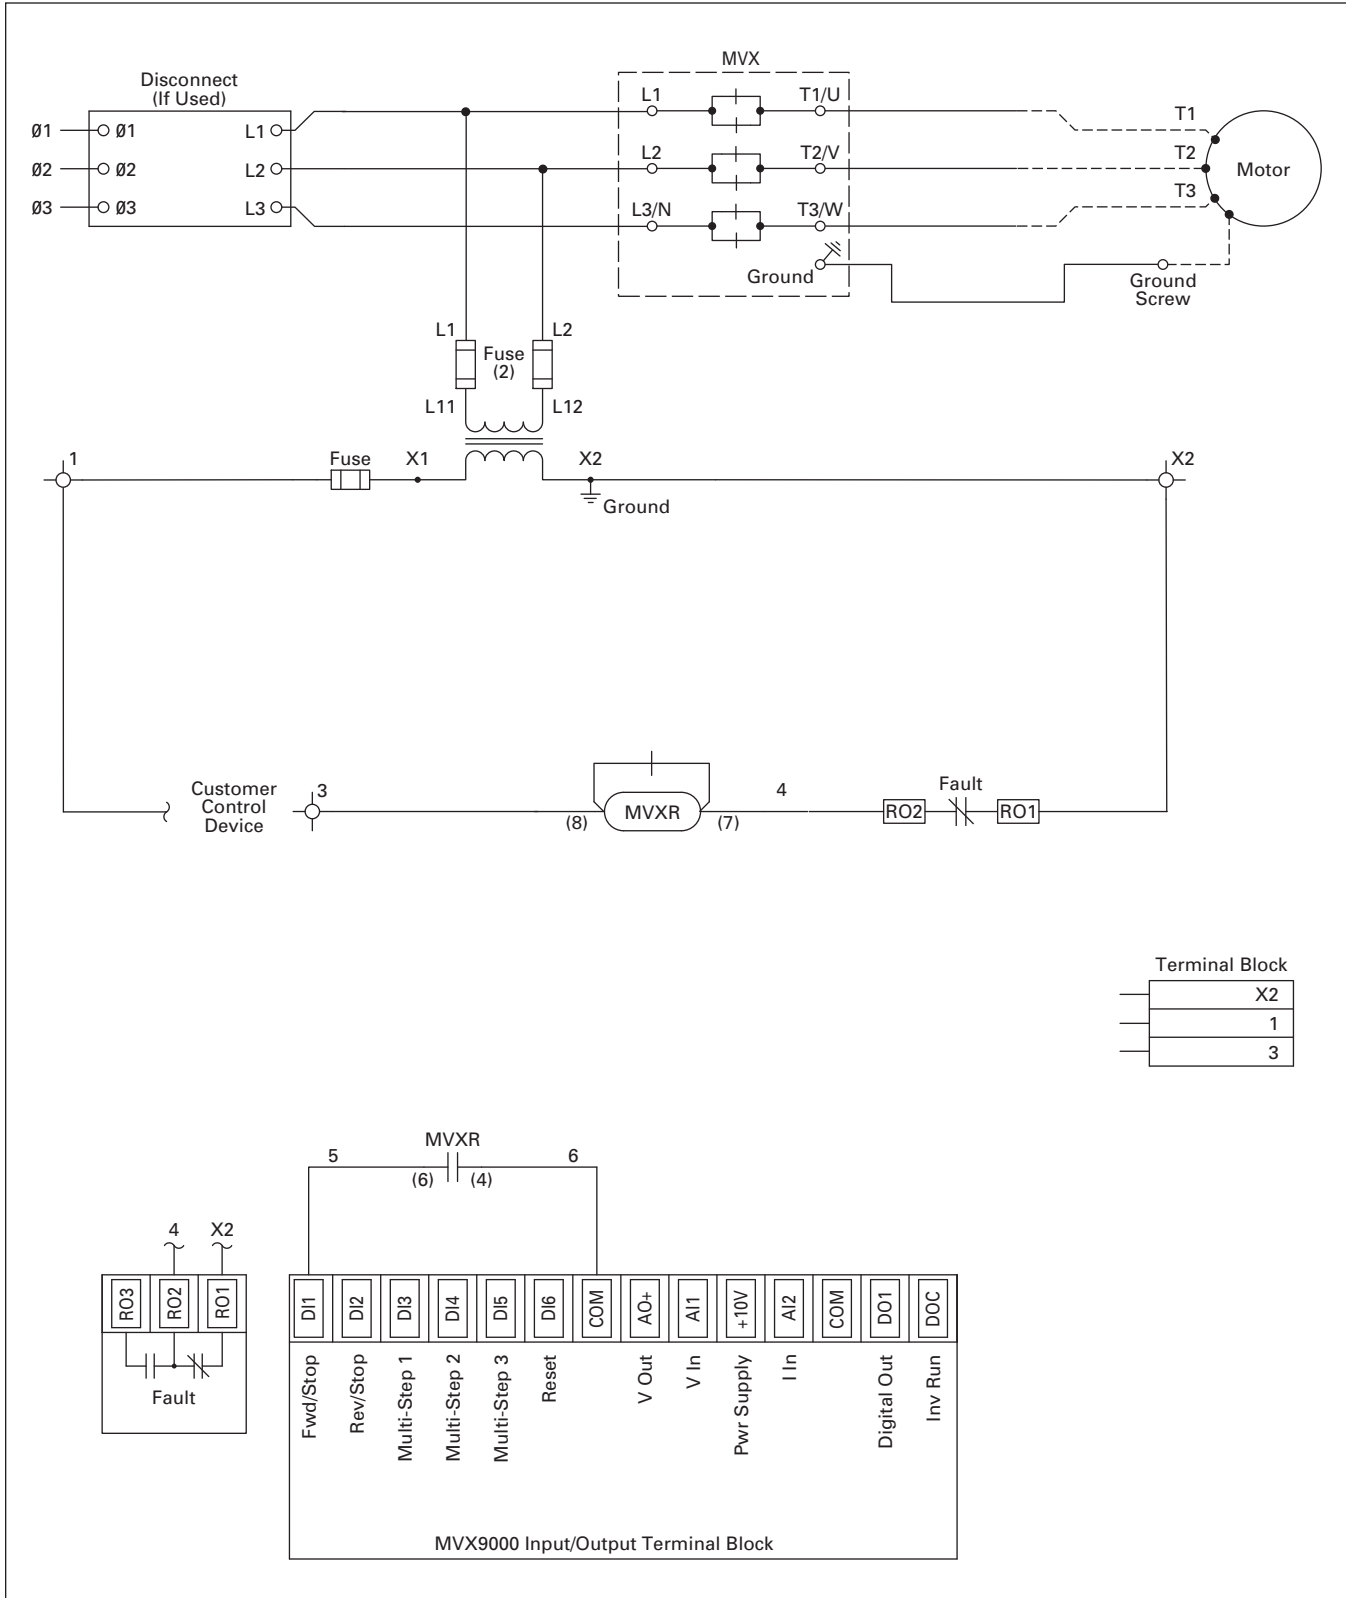 MVX
Disconnect
(If Used)
L1 T1/U
Ø1 Ø1 L1
T1
L2 T2/V
Ø2 Ø2 L2
T2
Motor
Ø3 Ø3 L3
T3
L3/N T3/W
Ground
Ground
Screw
L1 L2
Fuse
(2)
L11 L12
1 Fuse X1 X2 X2
Ground
Customer
Control
Device
3
(8) MVXR (7)
4
Fault
RO2 RO1
Terminal Block
X2
1
3
MVXR
5 6
(6) (4)
4 X2
RO3 RO2 RO1
Fault
DI1 DI2 DI3 DI4 DI5 DI6 COM AO+ AI1 +10V AI2 COM DO1 DOC
Fwd/Stop
Rev/Stop
Multi-Step 1
Multi-Step 2
Multi-Step 3
Reset
V Out
V In
Pwr Supply
I In
Digital Out
Inv Run
MVX9000 Input/Output Terminal Block